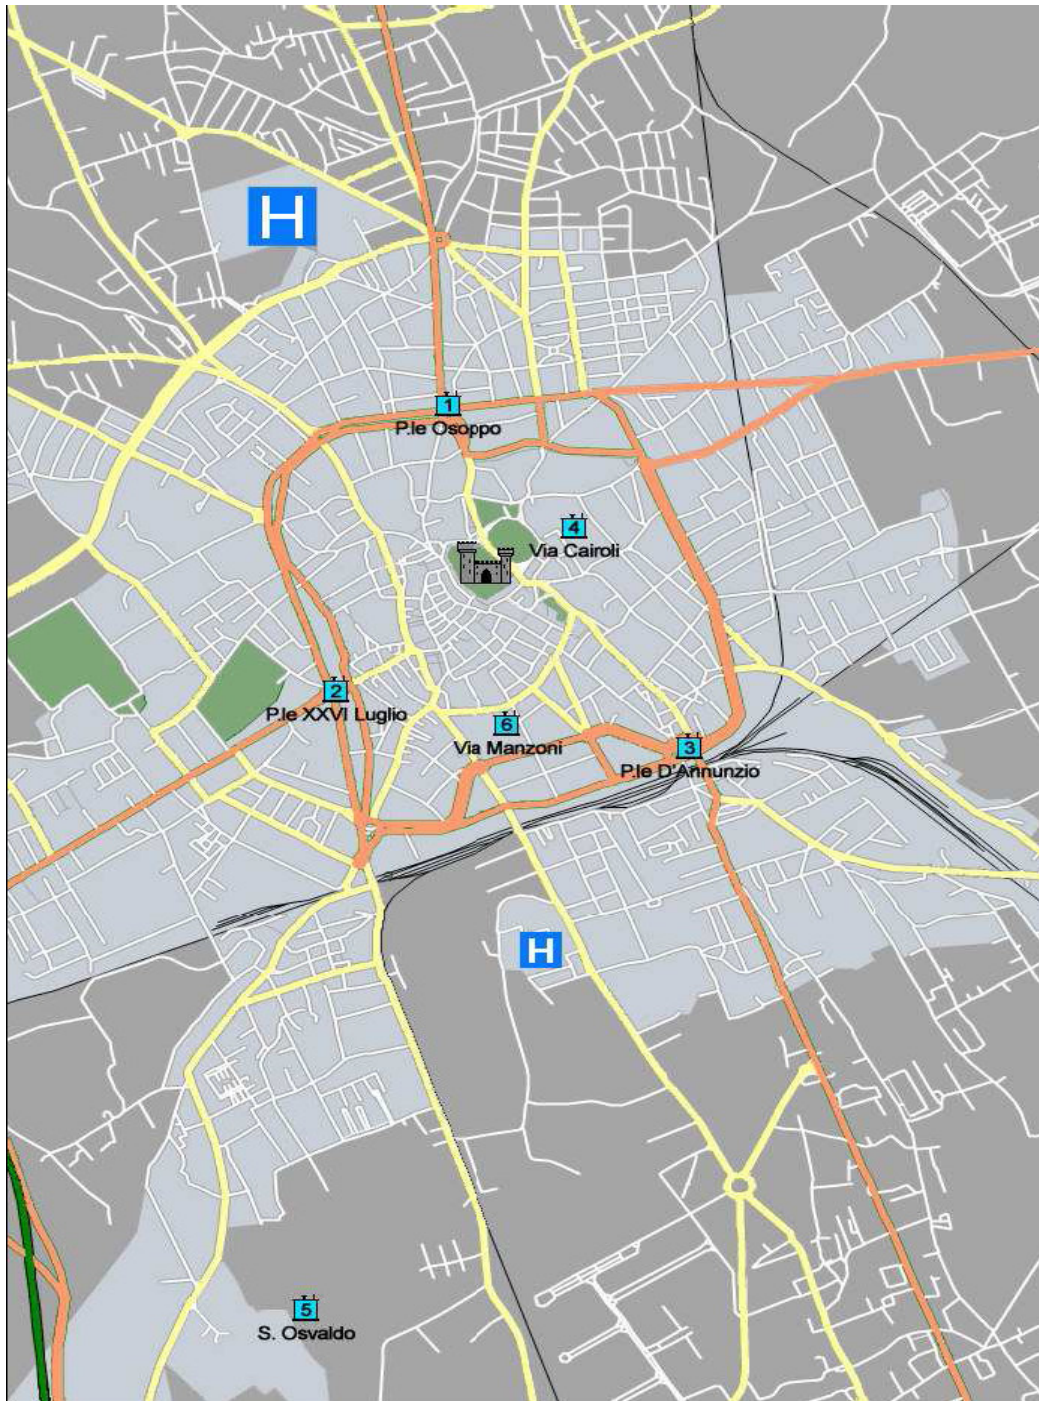 H
1
P.le Osoppo
4
Via Cairoli
2
P.le XXVI Luglio
6
Via Manzoni
3
P.le D'Annunzio
H
5
S. Osvaldo